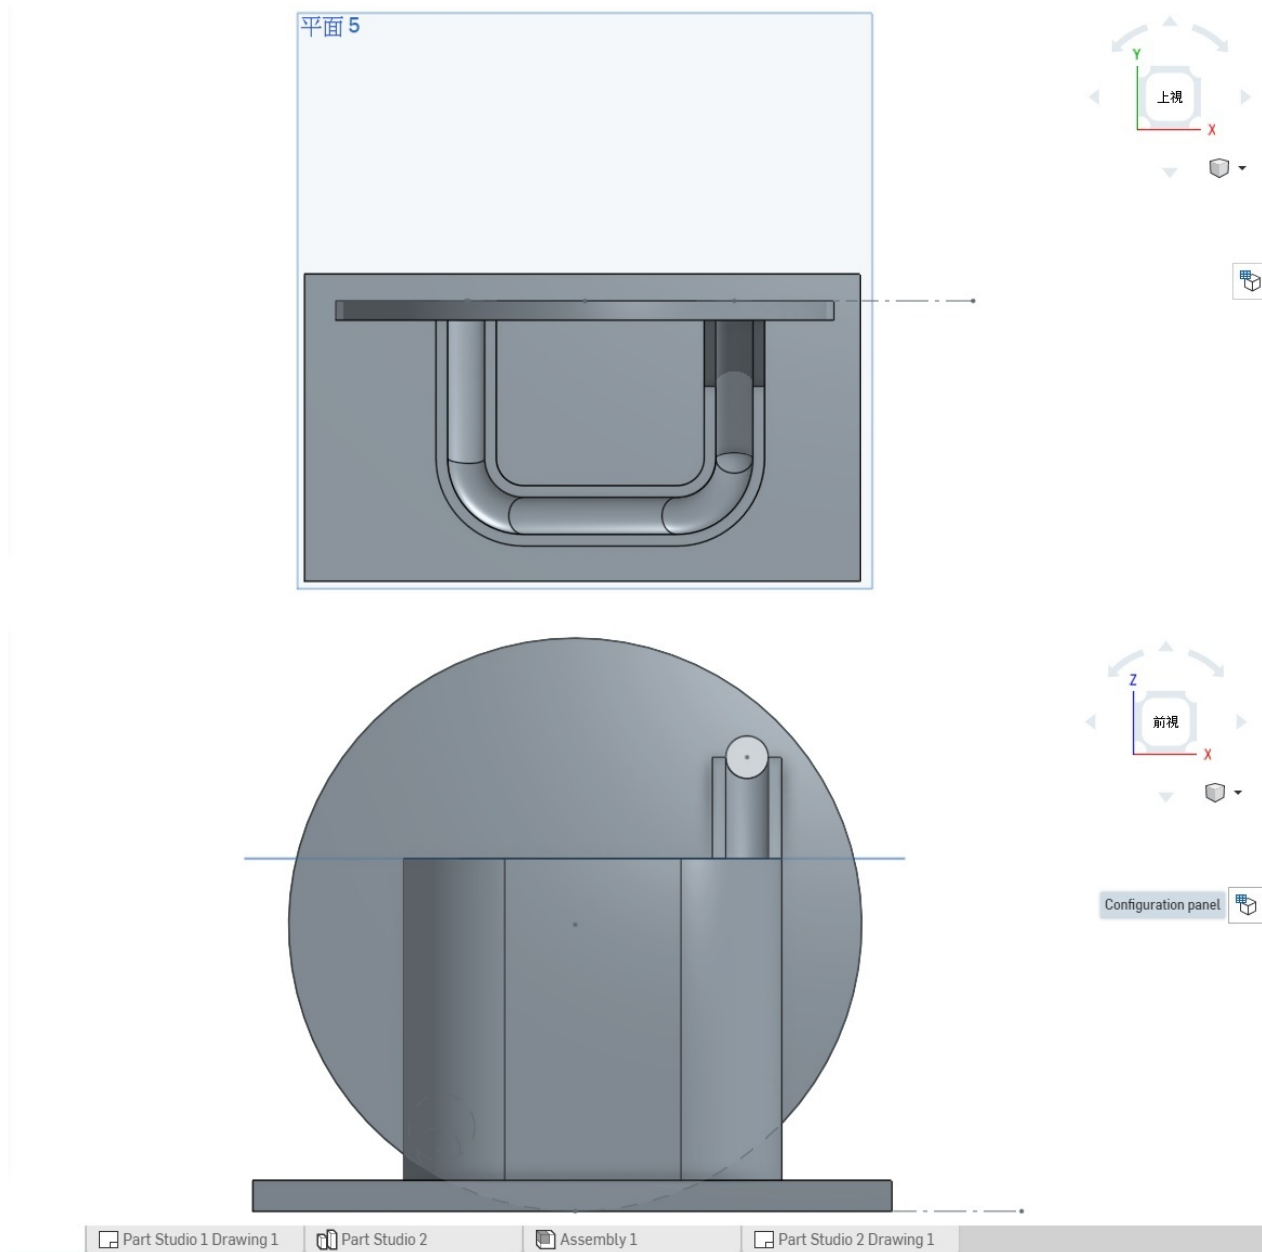 平面 5
Y
上視
X
Z
前視
X
Configuration panel
Part Studio 1 Drawing 1
Part Studio 2
Assembly 1
Part Studio 2 Drawing 1